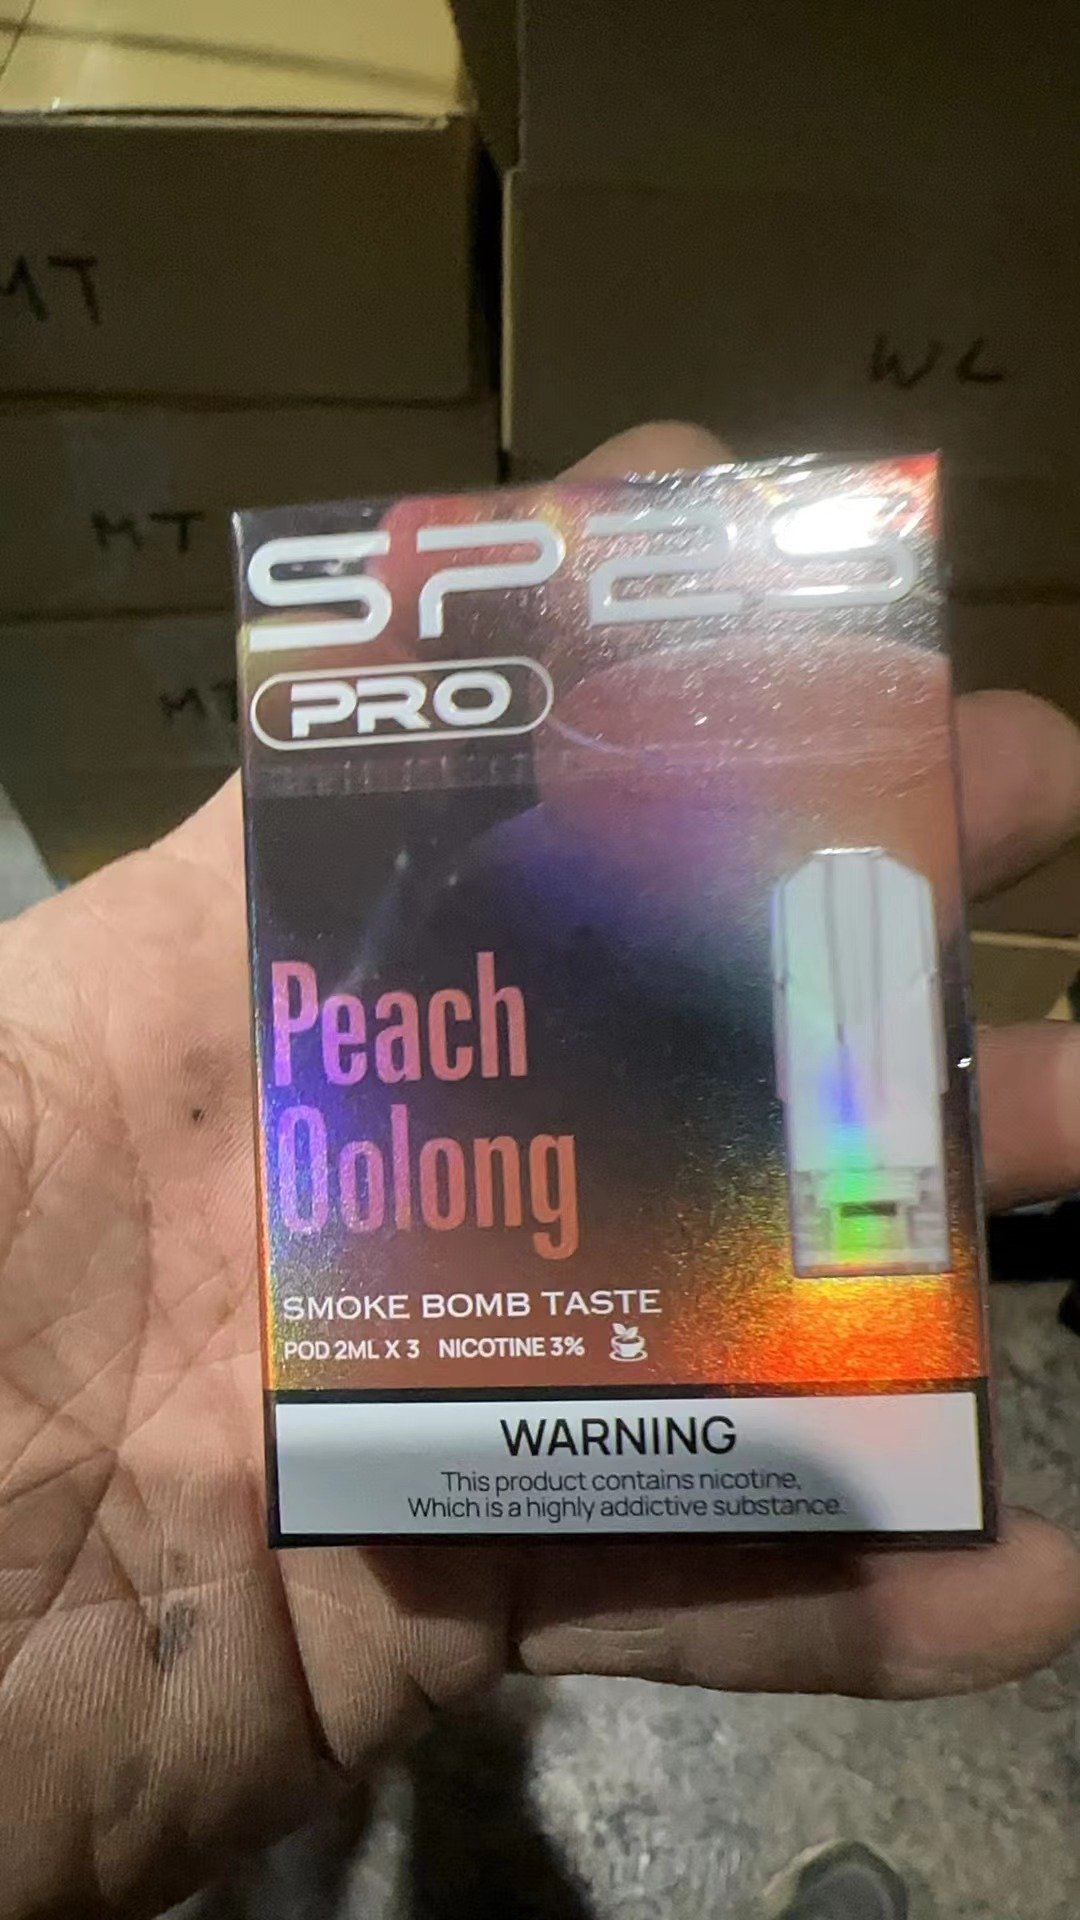 MT
WL
MT
MT
SP2S
PRO
Peach
Oolong
SMOKE BOMB TASTE
POD 2ML X 3 NICOTINE 3%
WARNING
This product contains nicotine,
Which is a highly addictive substance.